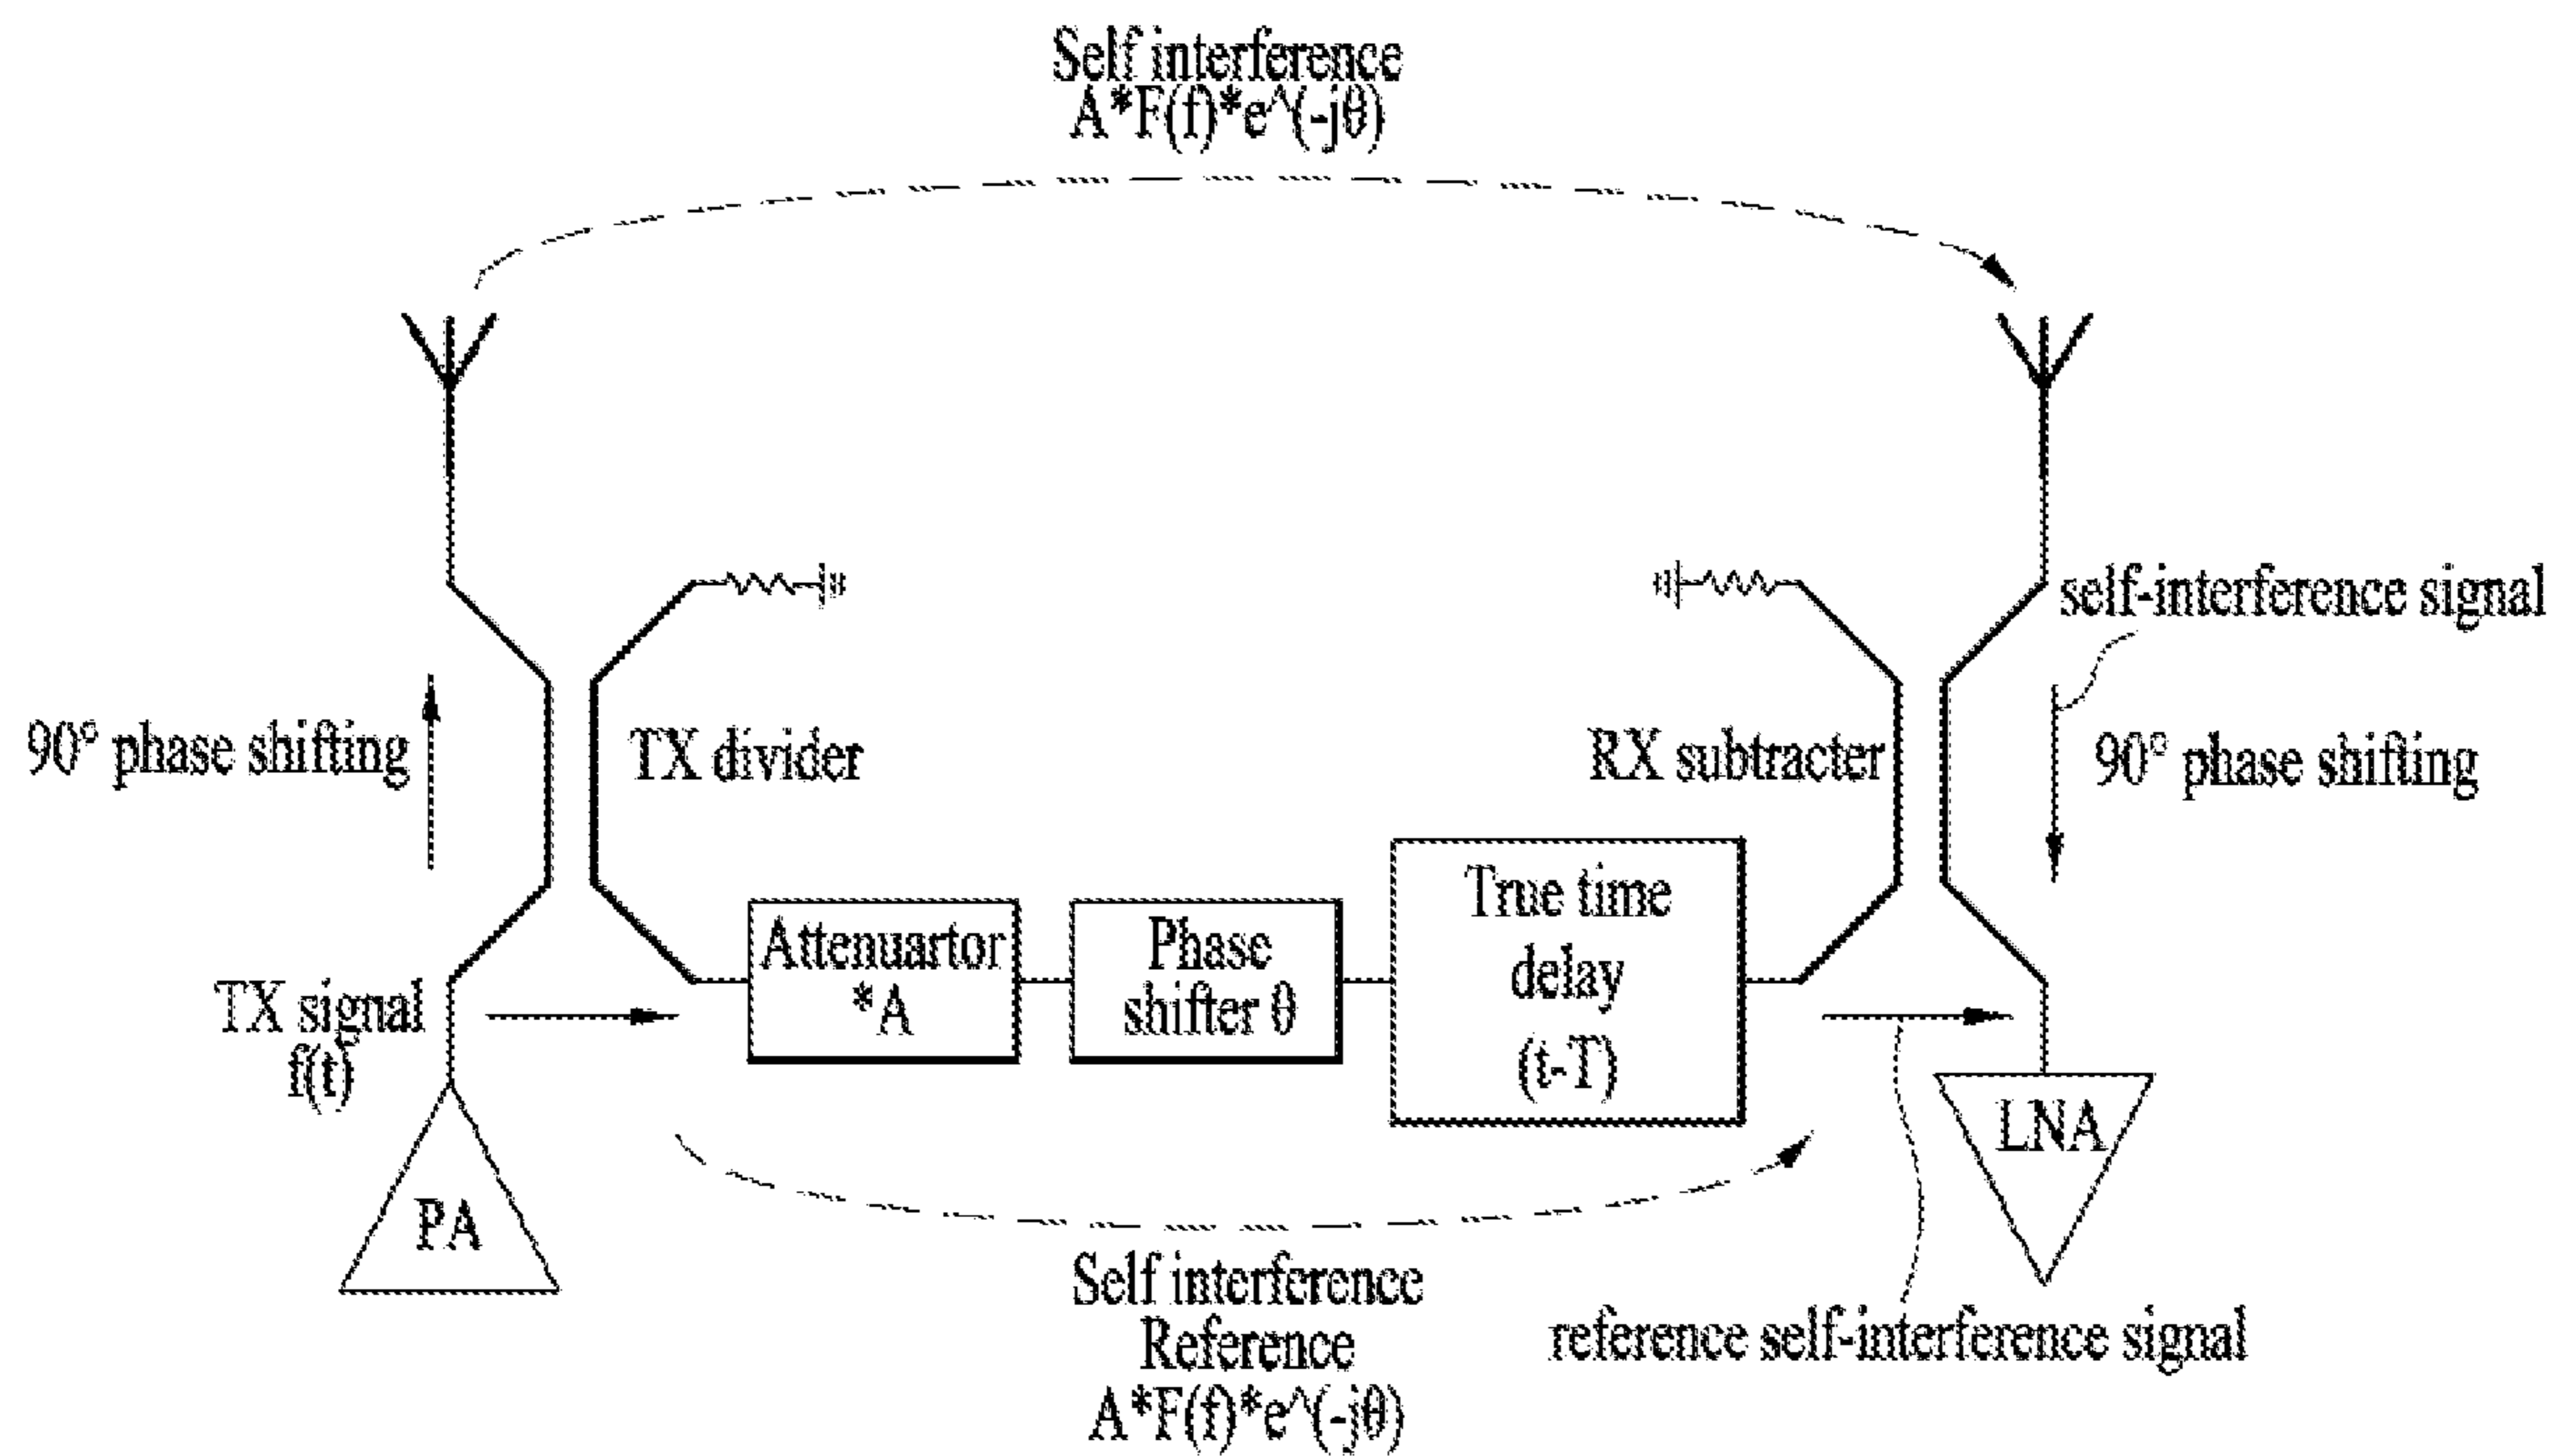 Self interference
A*F(f)*e^(-jθ)
self-interference signal
90° phase shifting
TX divider
RX subtracter
90° phase shifting
TX signal
f(t)
Attenuartor
*A
Phase
shifter θ
True time
delay
(t-T)
LNA
PA
Self interference
Reference
A*F(f)*e^(-jθ)
reference self-interference signal